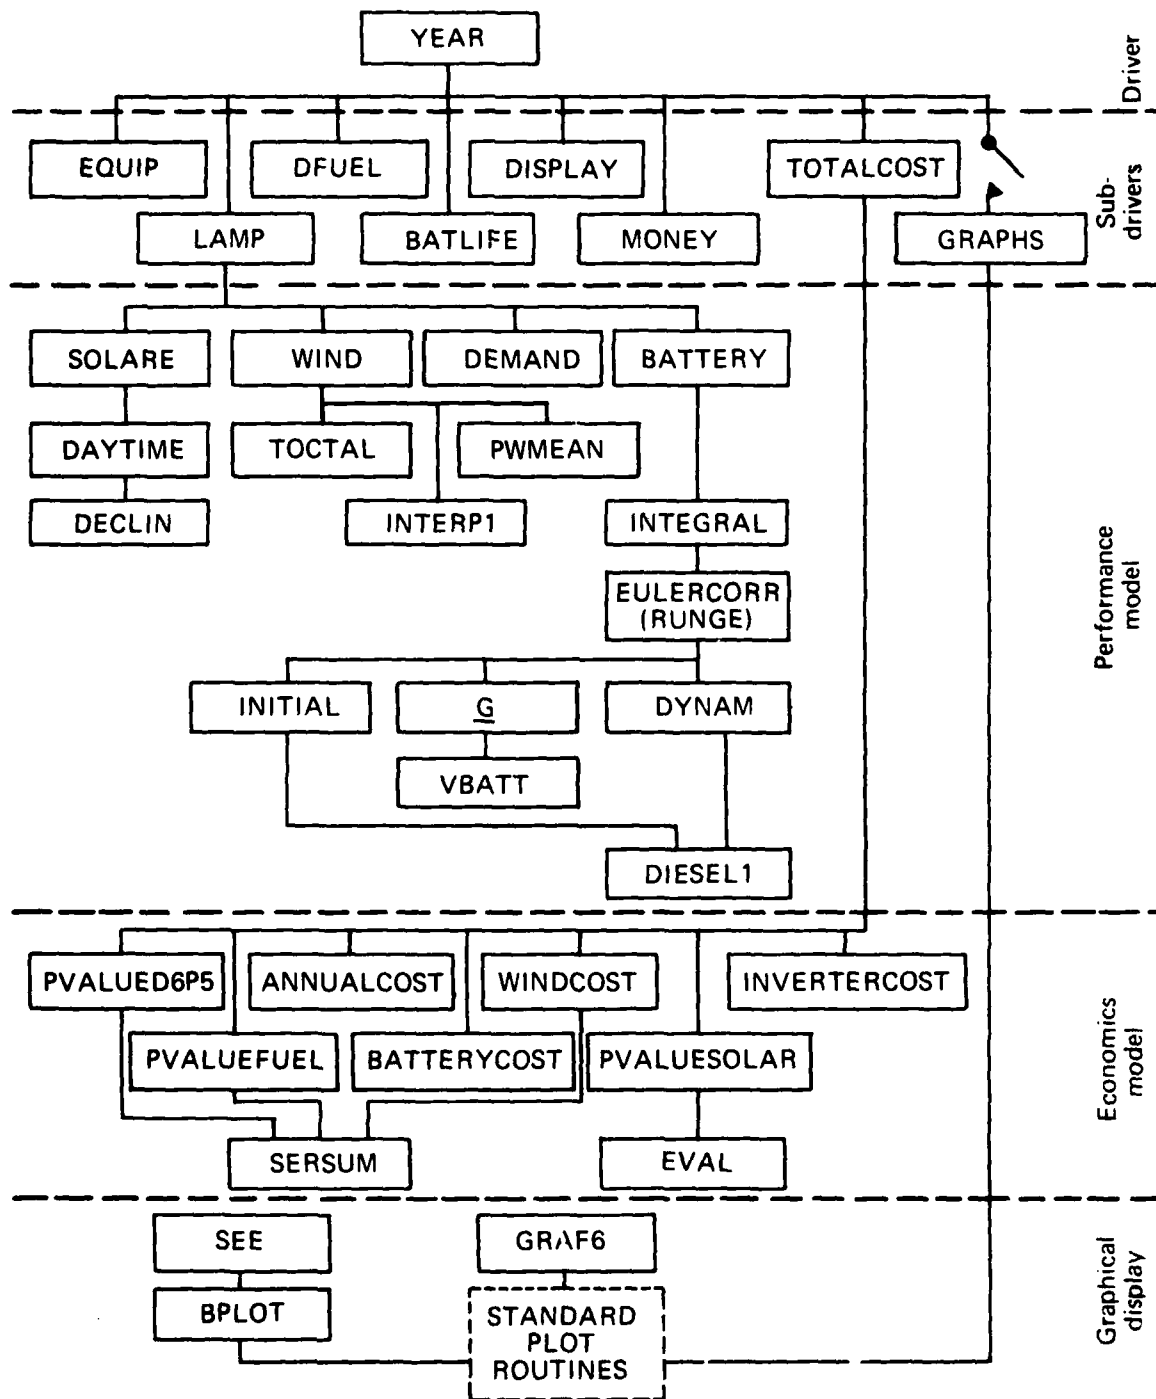 YEAR
Driver
EQUIP
DFUEL
DISPLAY
TOTALCOST
LAMP
BATLIFE
MONEY
GRAPHS
Sub-
drivers
SOLARE
WIND
DEMAND
BATTERY
DAYTIME
TOCTAL
PWMEAN
DECLIN
INTERP1
INTEGRAL
EULERCORR
(RUNGE)
INITIAL
G
DYNAM
VBATT
DIESEL1
Performance
model
PVALUED6P5
ANNUALCOST
WINDCOST
INVERTERCOST
PVALUEFUEL
BATTERYCOST
PVALUESOLAR
SERSUM
EVAL
Economics
model
SEE
GRAF6
BPLOT
STANDARD
PLOT
ROUTINES
Graphical
display